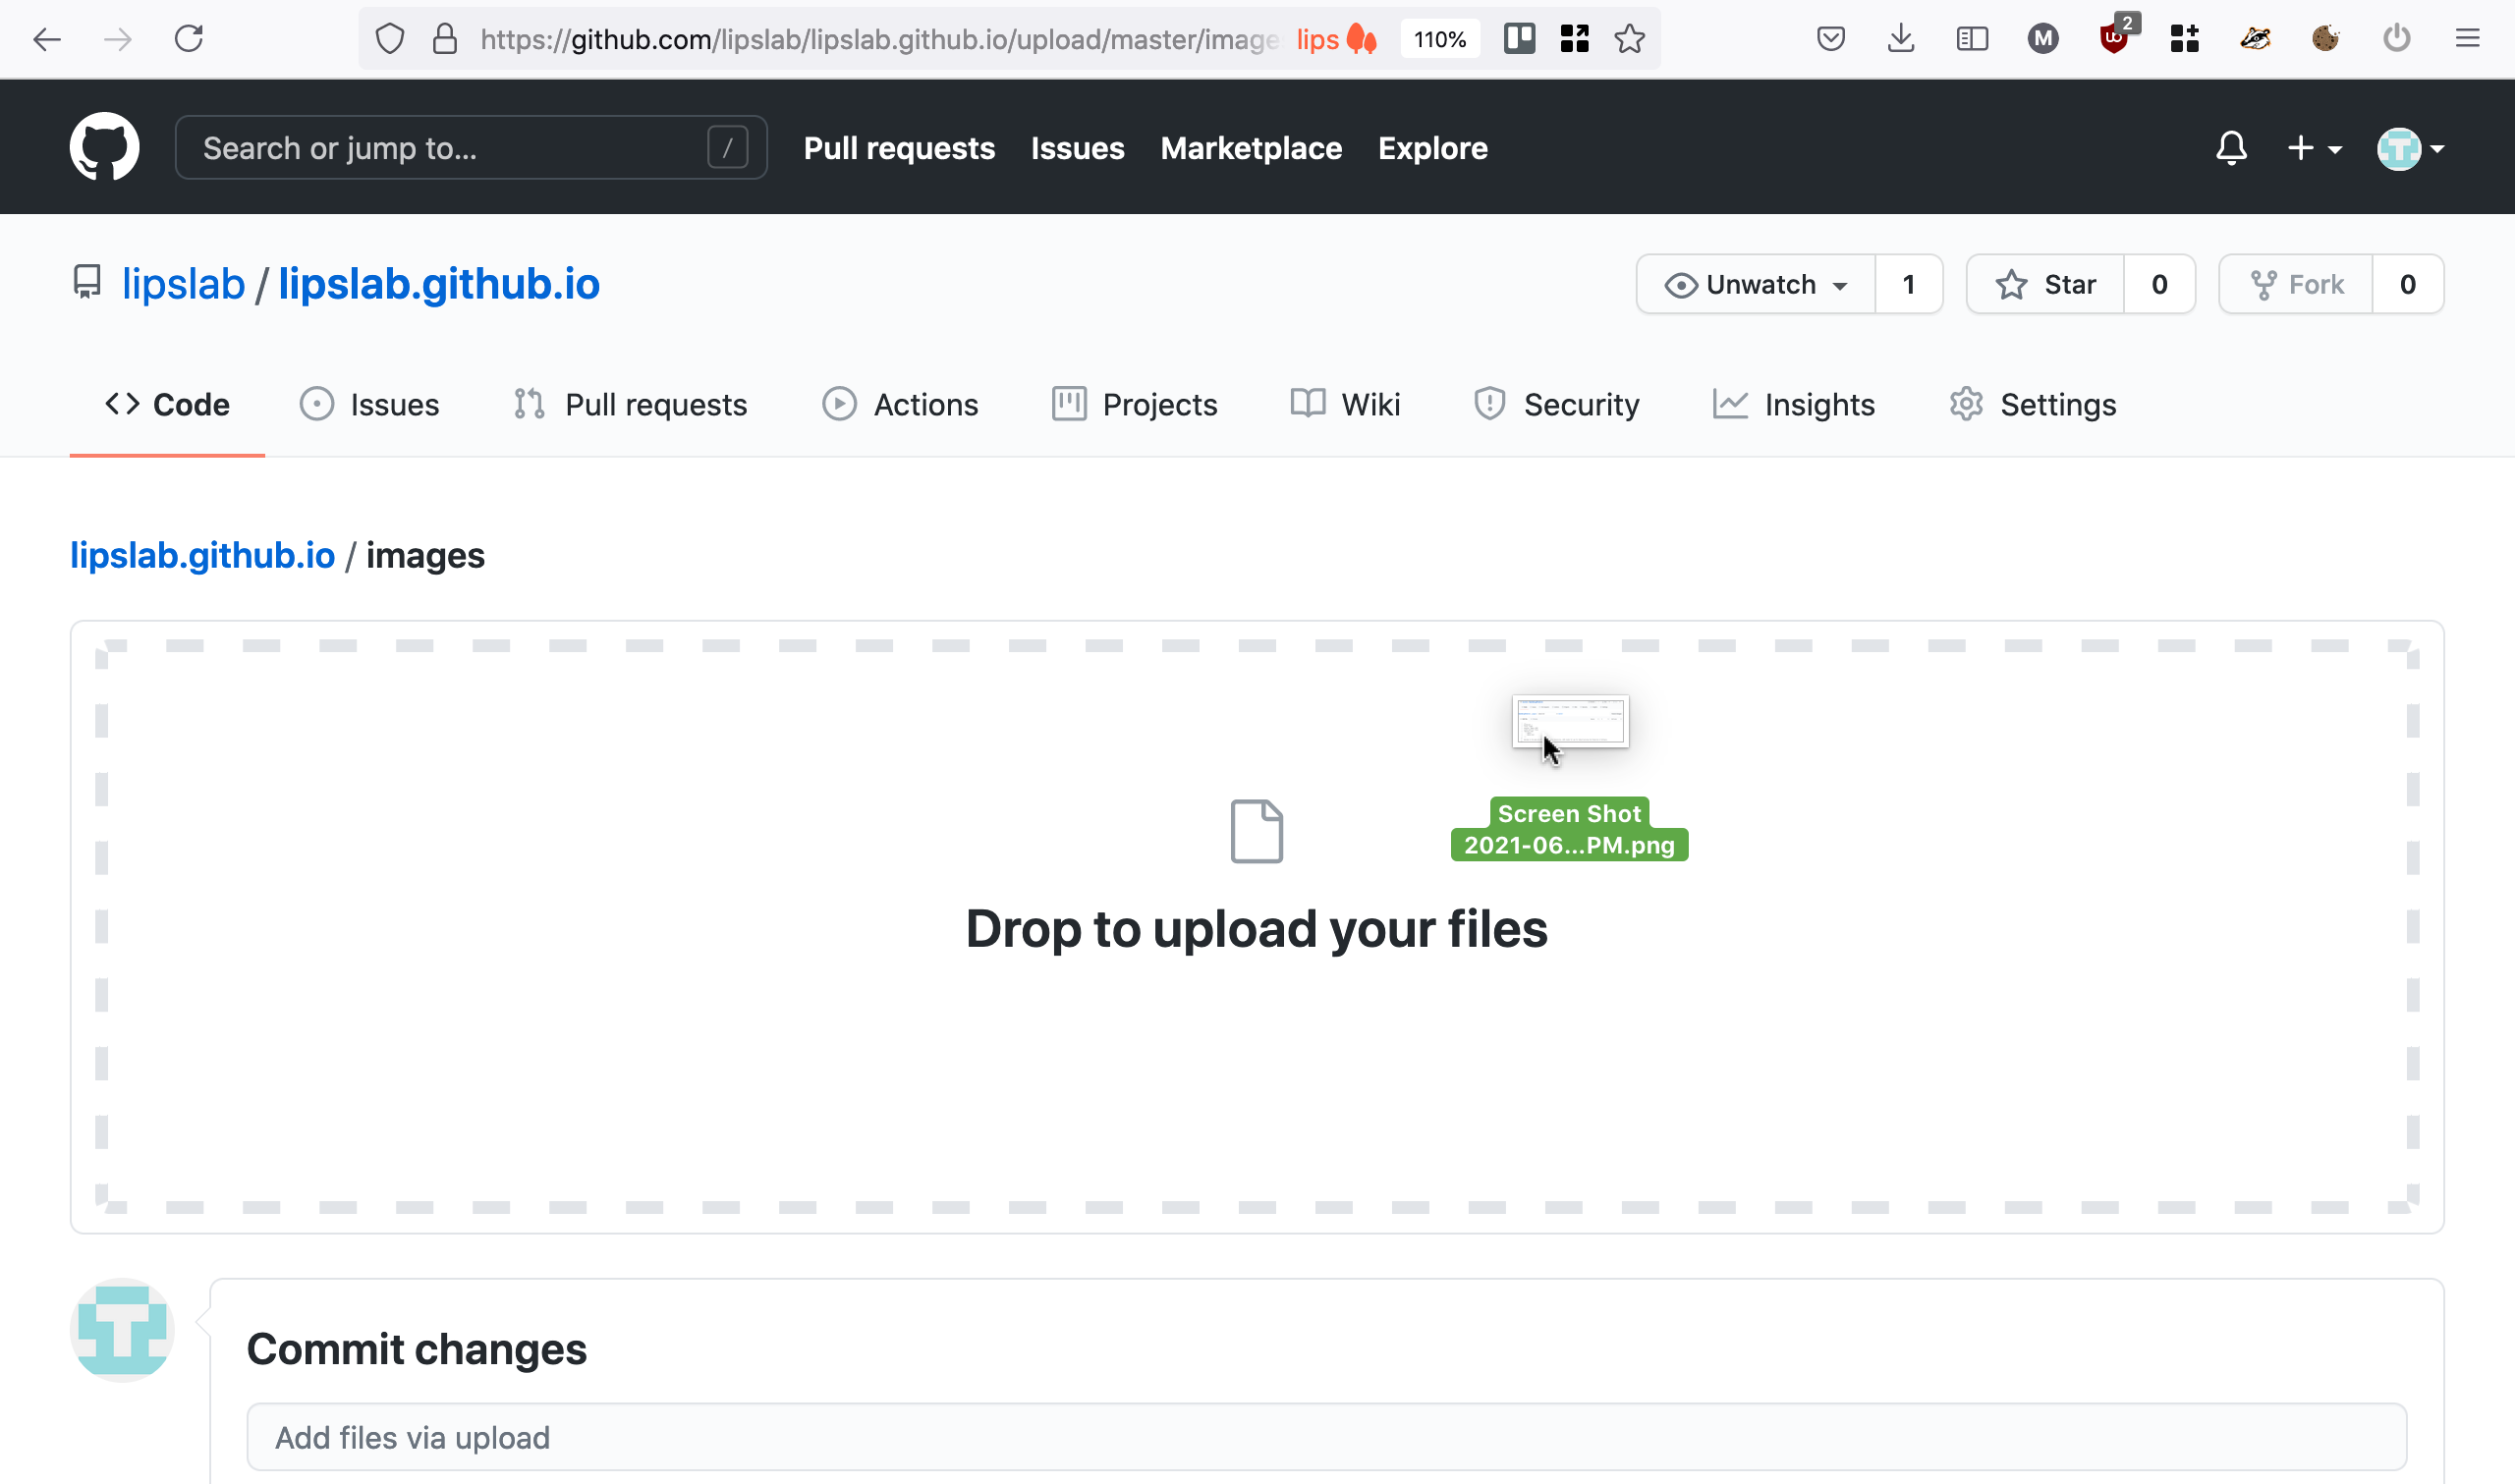 https://github.com/lipslab/lipslab.github.io/upload/master/image lips 110% M 2
Search or jump to... / Pull requests Issues Marketplace Explore
lipslab / lipslab.github.io Unwatch 1 Star 0 Fork 0
Code Issues Pull requests Actions Projects Wiki Security Insights Settings
lipslab.github.io / images
Screen Shot
2021-06...PM.png
Drop to upload your files
Commit changes
Add files via upload